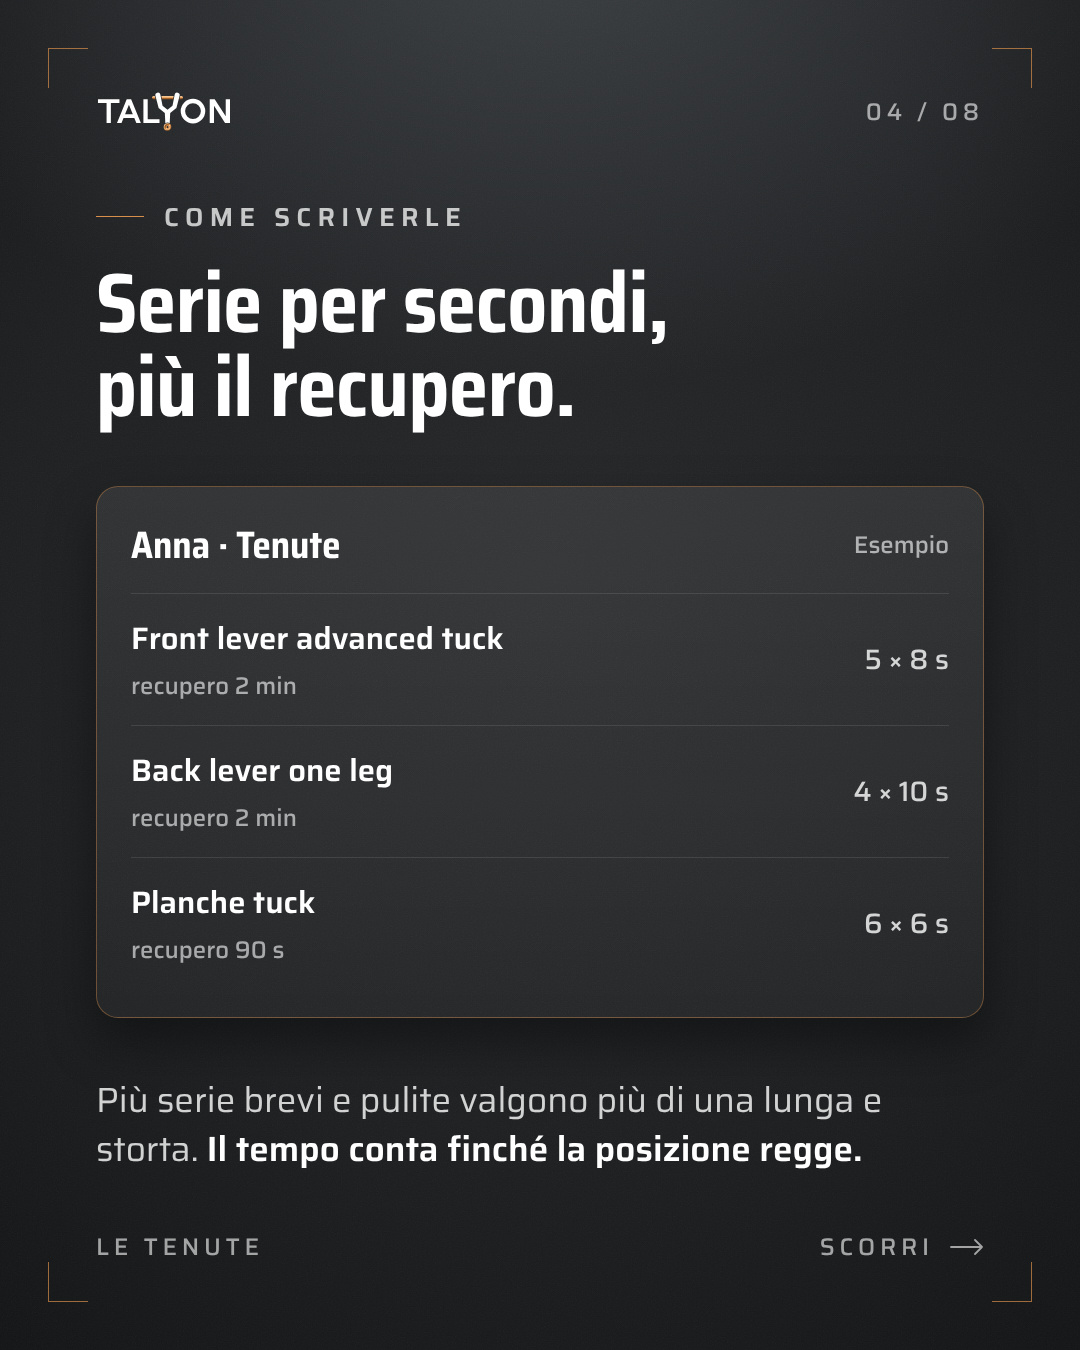 TALYON
04 / 08
COME SCRIVERLE
Serie per secondi,
più il recupero.
Anna · Tenute
Esempio
Front lever advanced tuck
recupero 2 min
5 × 8 s
Back lever one leg
recupero 2 min
4 × 10 s
Planche tuck
recupero 90 s
6 × 6 s
Più serie brevi e pulite valgono più di una lunga e
storta. Il tempo conta finché la posizione regge.
LE TENUTE
SCORRI →